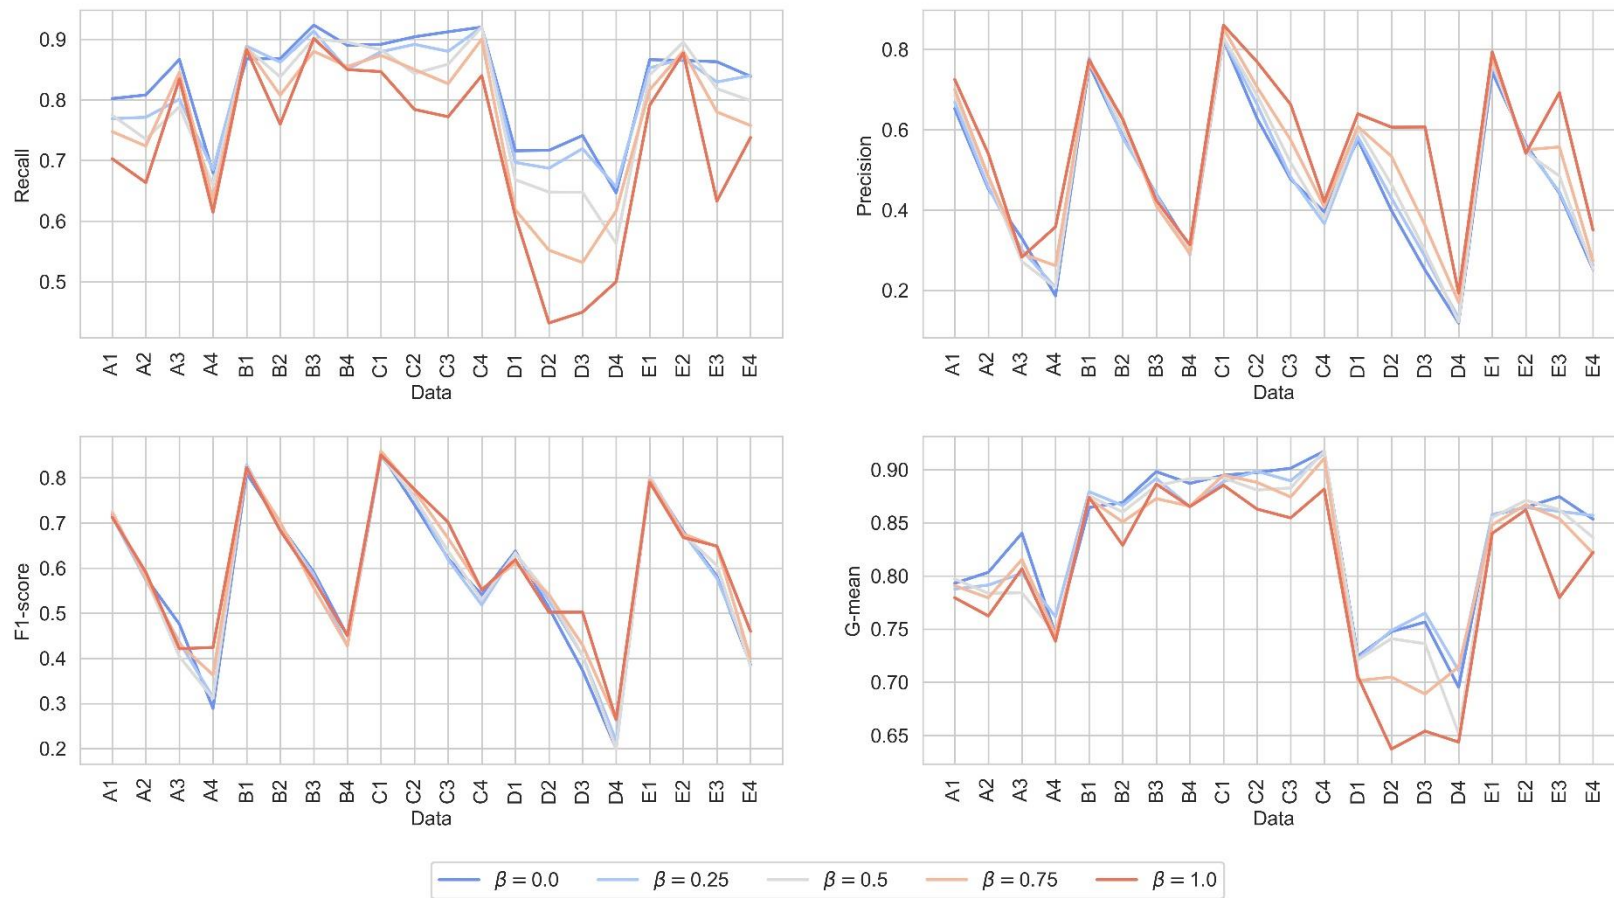 0.9
0.8
0.7
0.6
0.5
Recall
A1 A2 A3 A4 B1 B2 B3 B4 C1 C2 C3 C4 D1 D2 D3 D4 E1 E2 E3 E4
Data
0.8
0.6
0.4
0.2
Precision
A1 A2 A3 A4 B1 B2 B3 B4 C1 C2 C3 C4 D1 D2 D3 D4 E1 E2 E3 E4
Data
0.8
0.7
0.6
0.5
0.4
0.3
0.2
F1-score
A1 A2 A3 A4 B1 B2 B3 B4 C1 C2 C3 C4 D1 D2 D3 D4 E1 E2 E3 E4
Data
0.90
0.85
0.80
0.75
0.70
0.65
G-mean
A1 A2 A3 A4 B1 B2 B3 B4 C1 C2 C3 C4 D1 D2 D3 D4 E1 E2 E3 E4
Data
β = 0.0 β = 0.25 β = 0.5 β = 0.75 β = 1.0